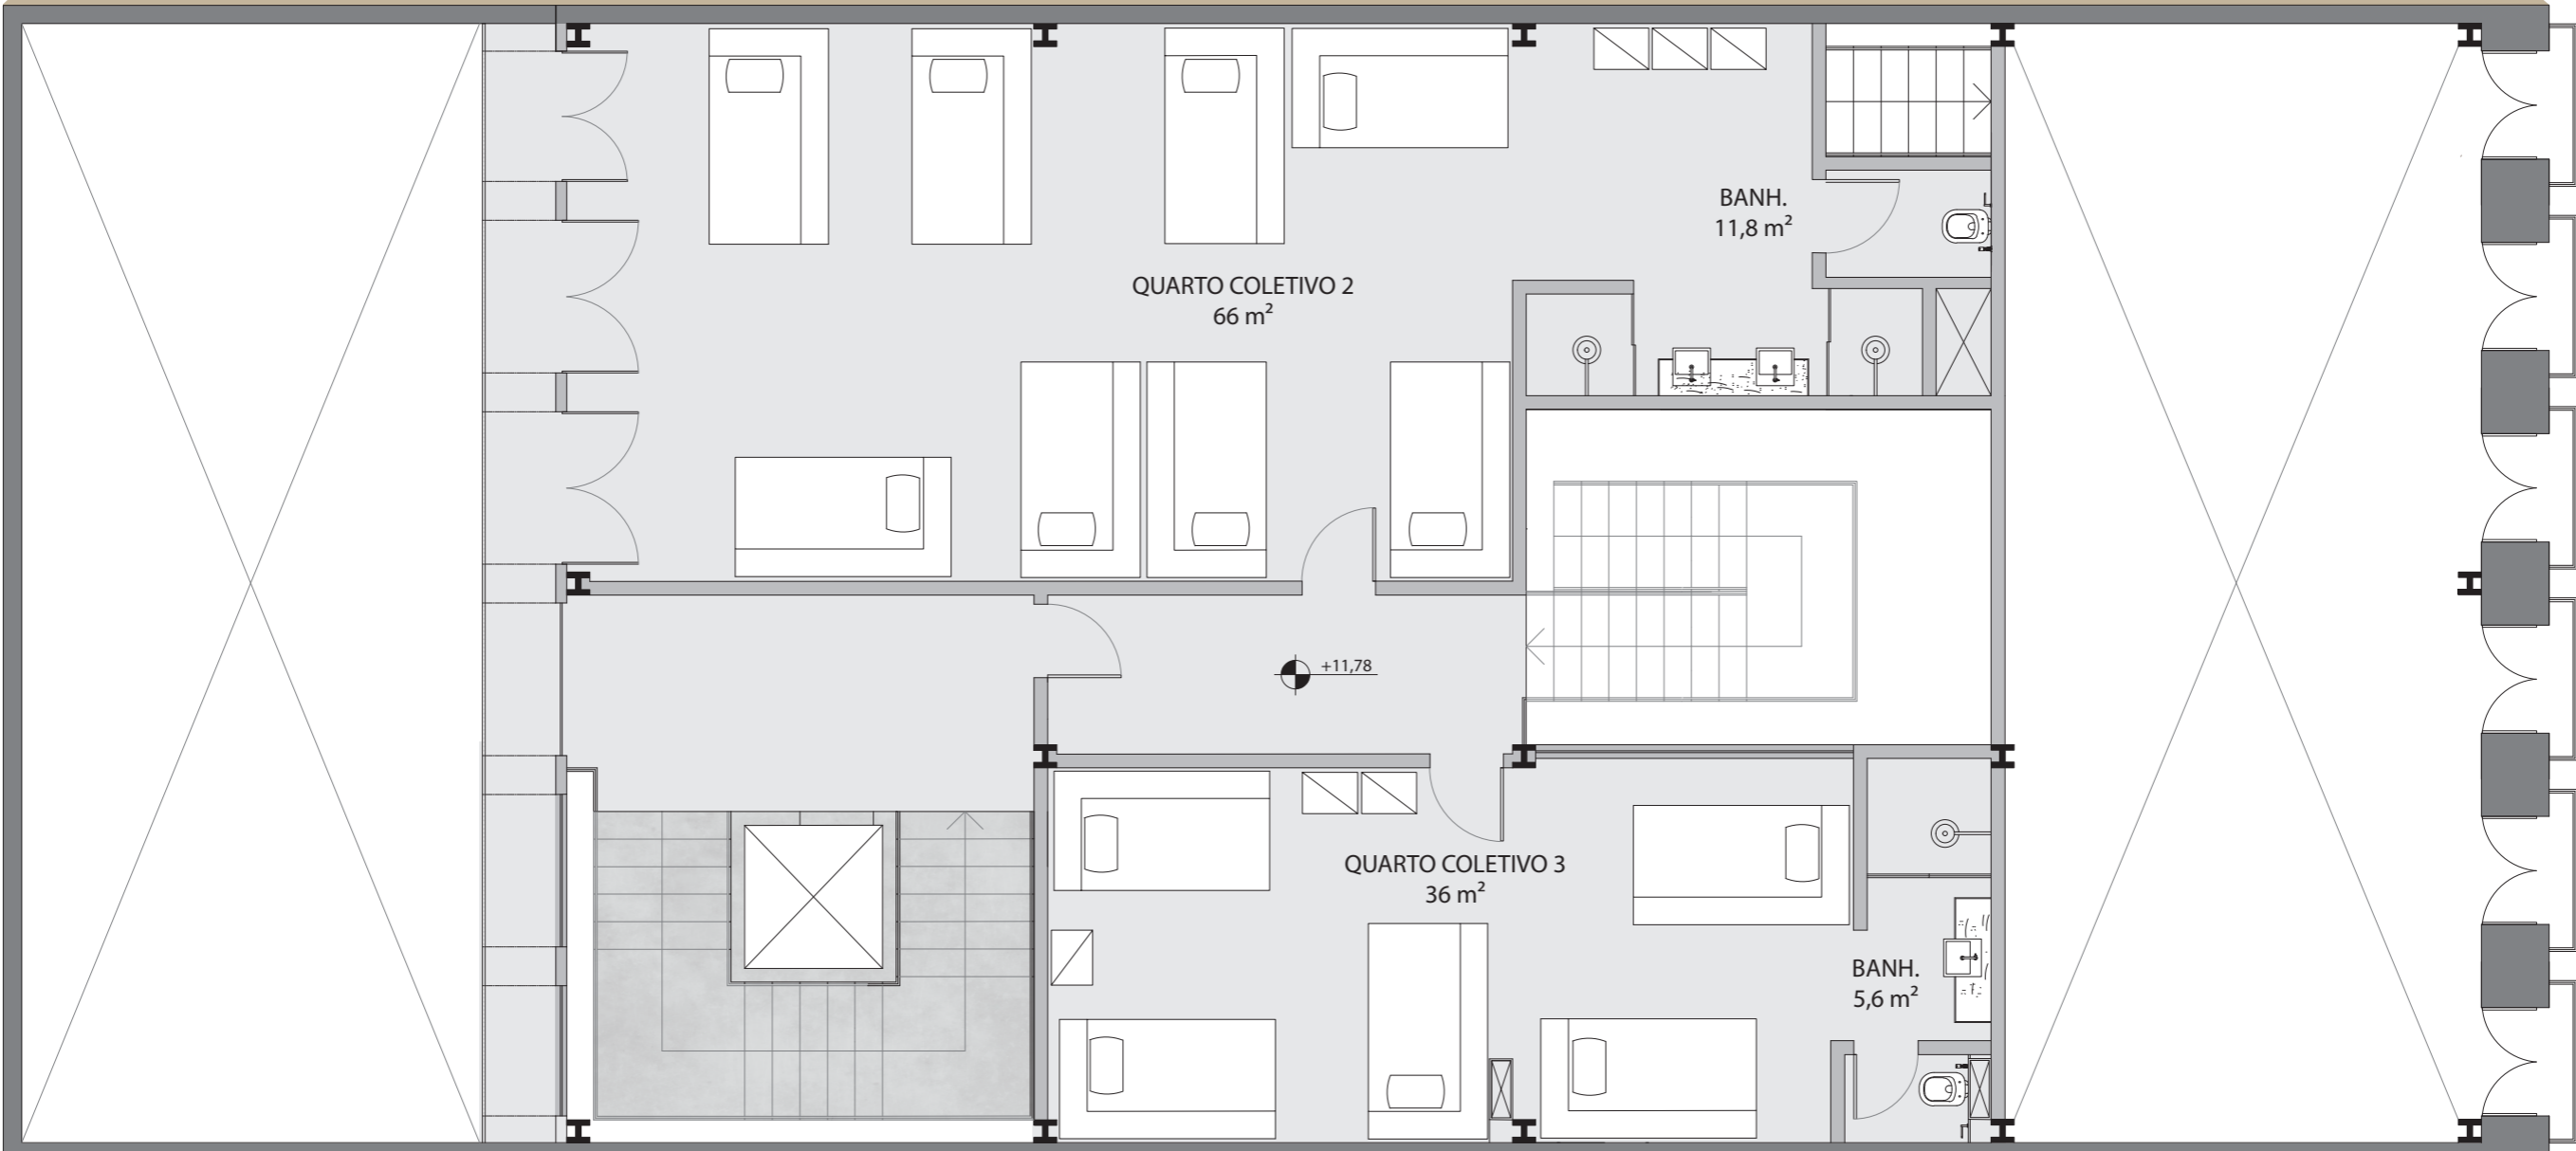 BANH.
11,8 m²
QUARTO COLETIVO 2
66 m²
+11,78
QUARTO COLETIVO 3
36 m²
BANH.
5,6 m²